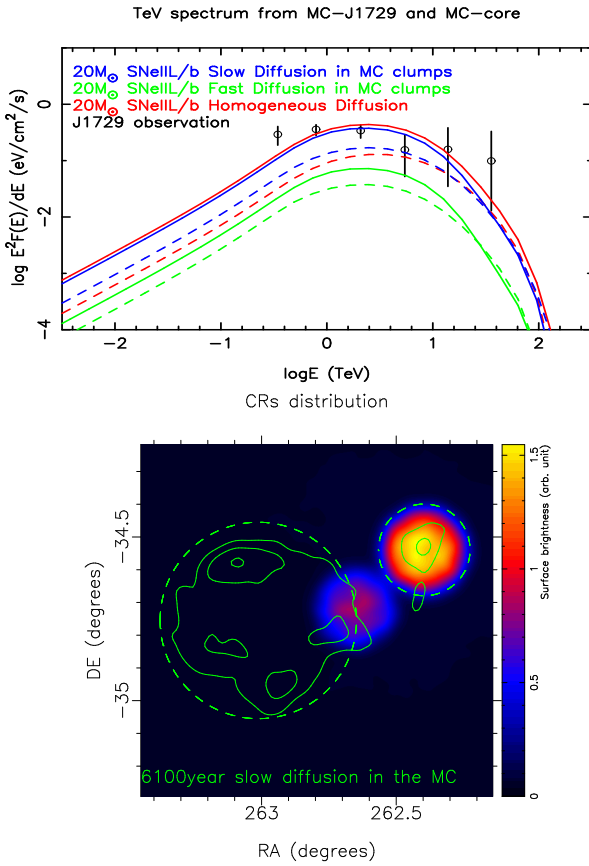 TeV spectrum from MC-J1729 and MC-core
20M⊙ SNeIIL/b Slow Diffusion in MC clumps
20M⊙ SNeIIL/b Fast Diffusion in MC clumps
20M⊙ SNeIIL/b Homogeneous Diffusion
J1729 observation
log E²F(E)/dE (eV/cm²/s)
0
−2
−4
−2
−1
0
1
2
logE (TeV)
CRs distribution
DE (degrees)
−34.5
−35
6100year slow diffusion in the MC
263
262.5
RA (degrees)
0
0.5
1
1.5
Surface brightness (arb. unit)